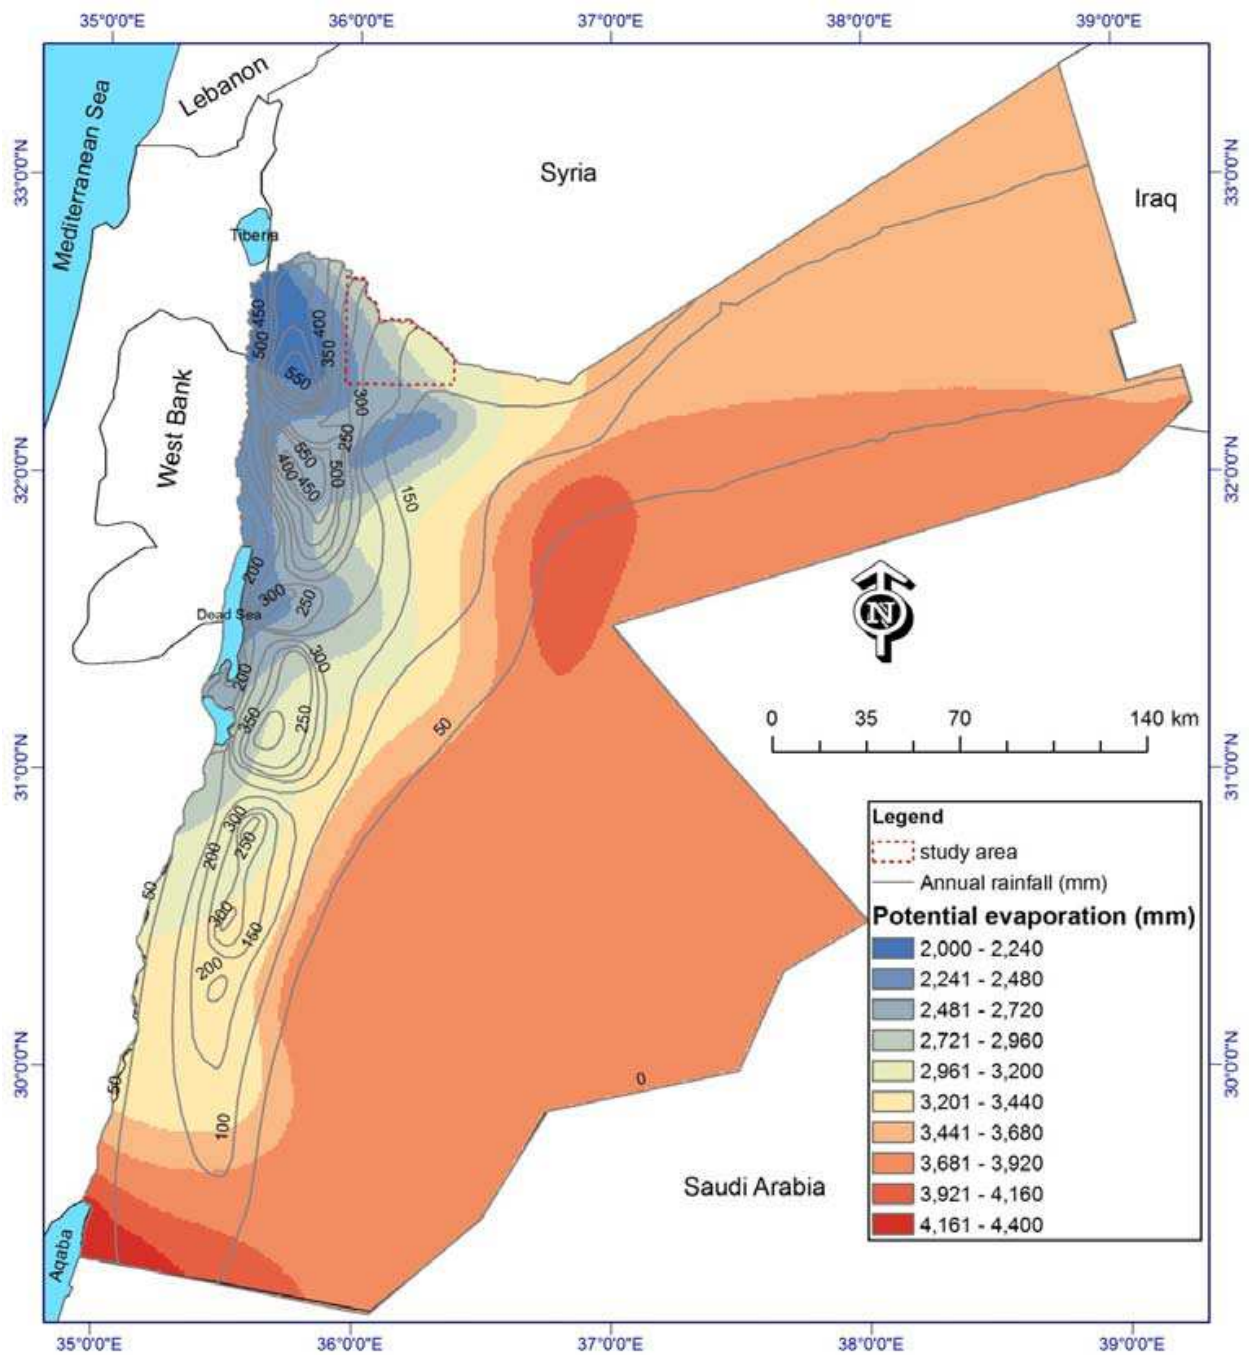 35°0'0"E
36°0'0"E
37°0'0"E
38°0'0"E
39°0'0"E
Lebanon
Mediterranean Sea
33°0'0"N
Syria
33°0'0"N
Iraq
Tiberia
450
400
500
350
550
300
West Bank
250
550
400
500
450
32°0'0"N
150
32°0'0"N
200
300
250
Dead Sea
N
300
200
350
250
50
0
35
70
140 km
31°0'0"N
31°0'0"N
300
250
200
50
300
150
200
30°0'0"N
50
0
30°0'0"N
100
Saudi Arabia
Aqaba
Legend
study area
Annual rainfall (mm)
Potential evaporation (mm)
2,000 - 2,240
2,241 - 2,480
2,481 - 2,720
2,721 - 2,960
2,961 - 3,200
3,201 - 3,440
3,441 - 3,680
3,681 - 3,920
3,921 - 4,160
4,161 - 4,400
35°0'0"E
36°0'0"E
37°0'0"E
38°0'0"E
39°0'0"E